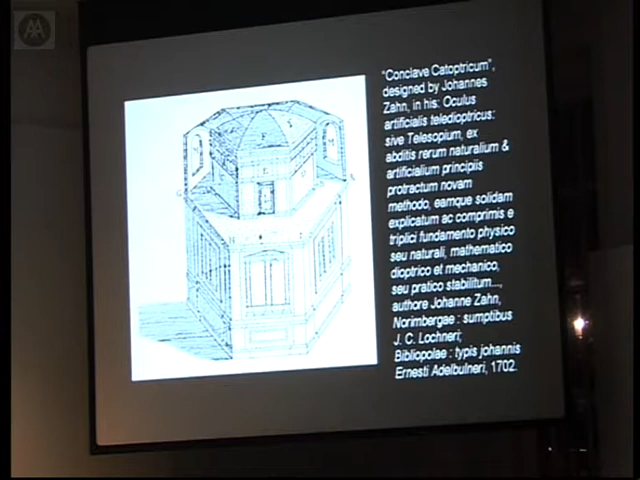 AA
"Conclave Catoptricum",
designed by Johannes
Zahn, in his: Oculus
artificialis teledioptricus:
sive Telesopium, ex
abditis rerum naturalium &
artificialium principiis
protractum novam
methodo, eamque solidam
explicatum ac comprimis e
triplici fundamento physico
seu naturali, mathematico
dioptrico et mechanico,
seu pratico stabilitum...,
authore Johanne Zahn,
Norimbergae : sumptibus
J. C. Lochneri;
Bibliopolae : typis johannis
Ernesti Adelbulneri, 1702.